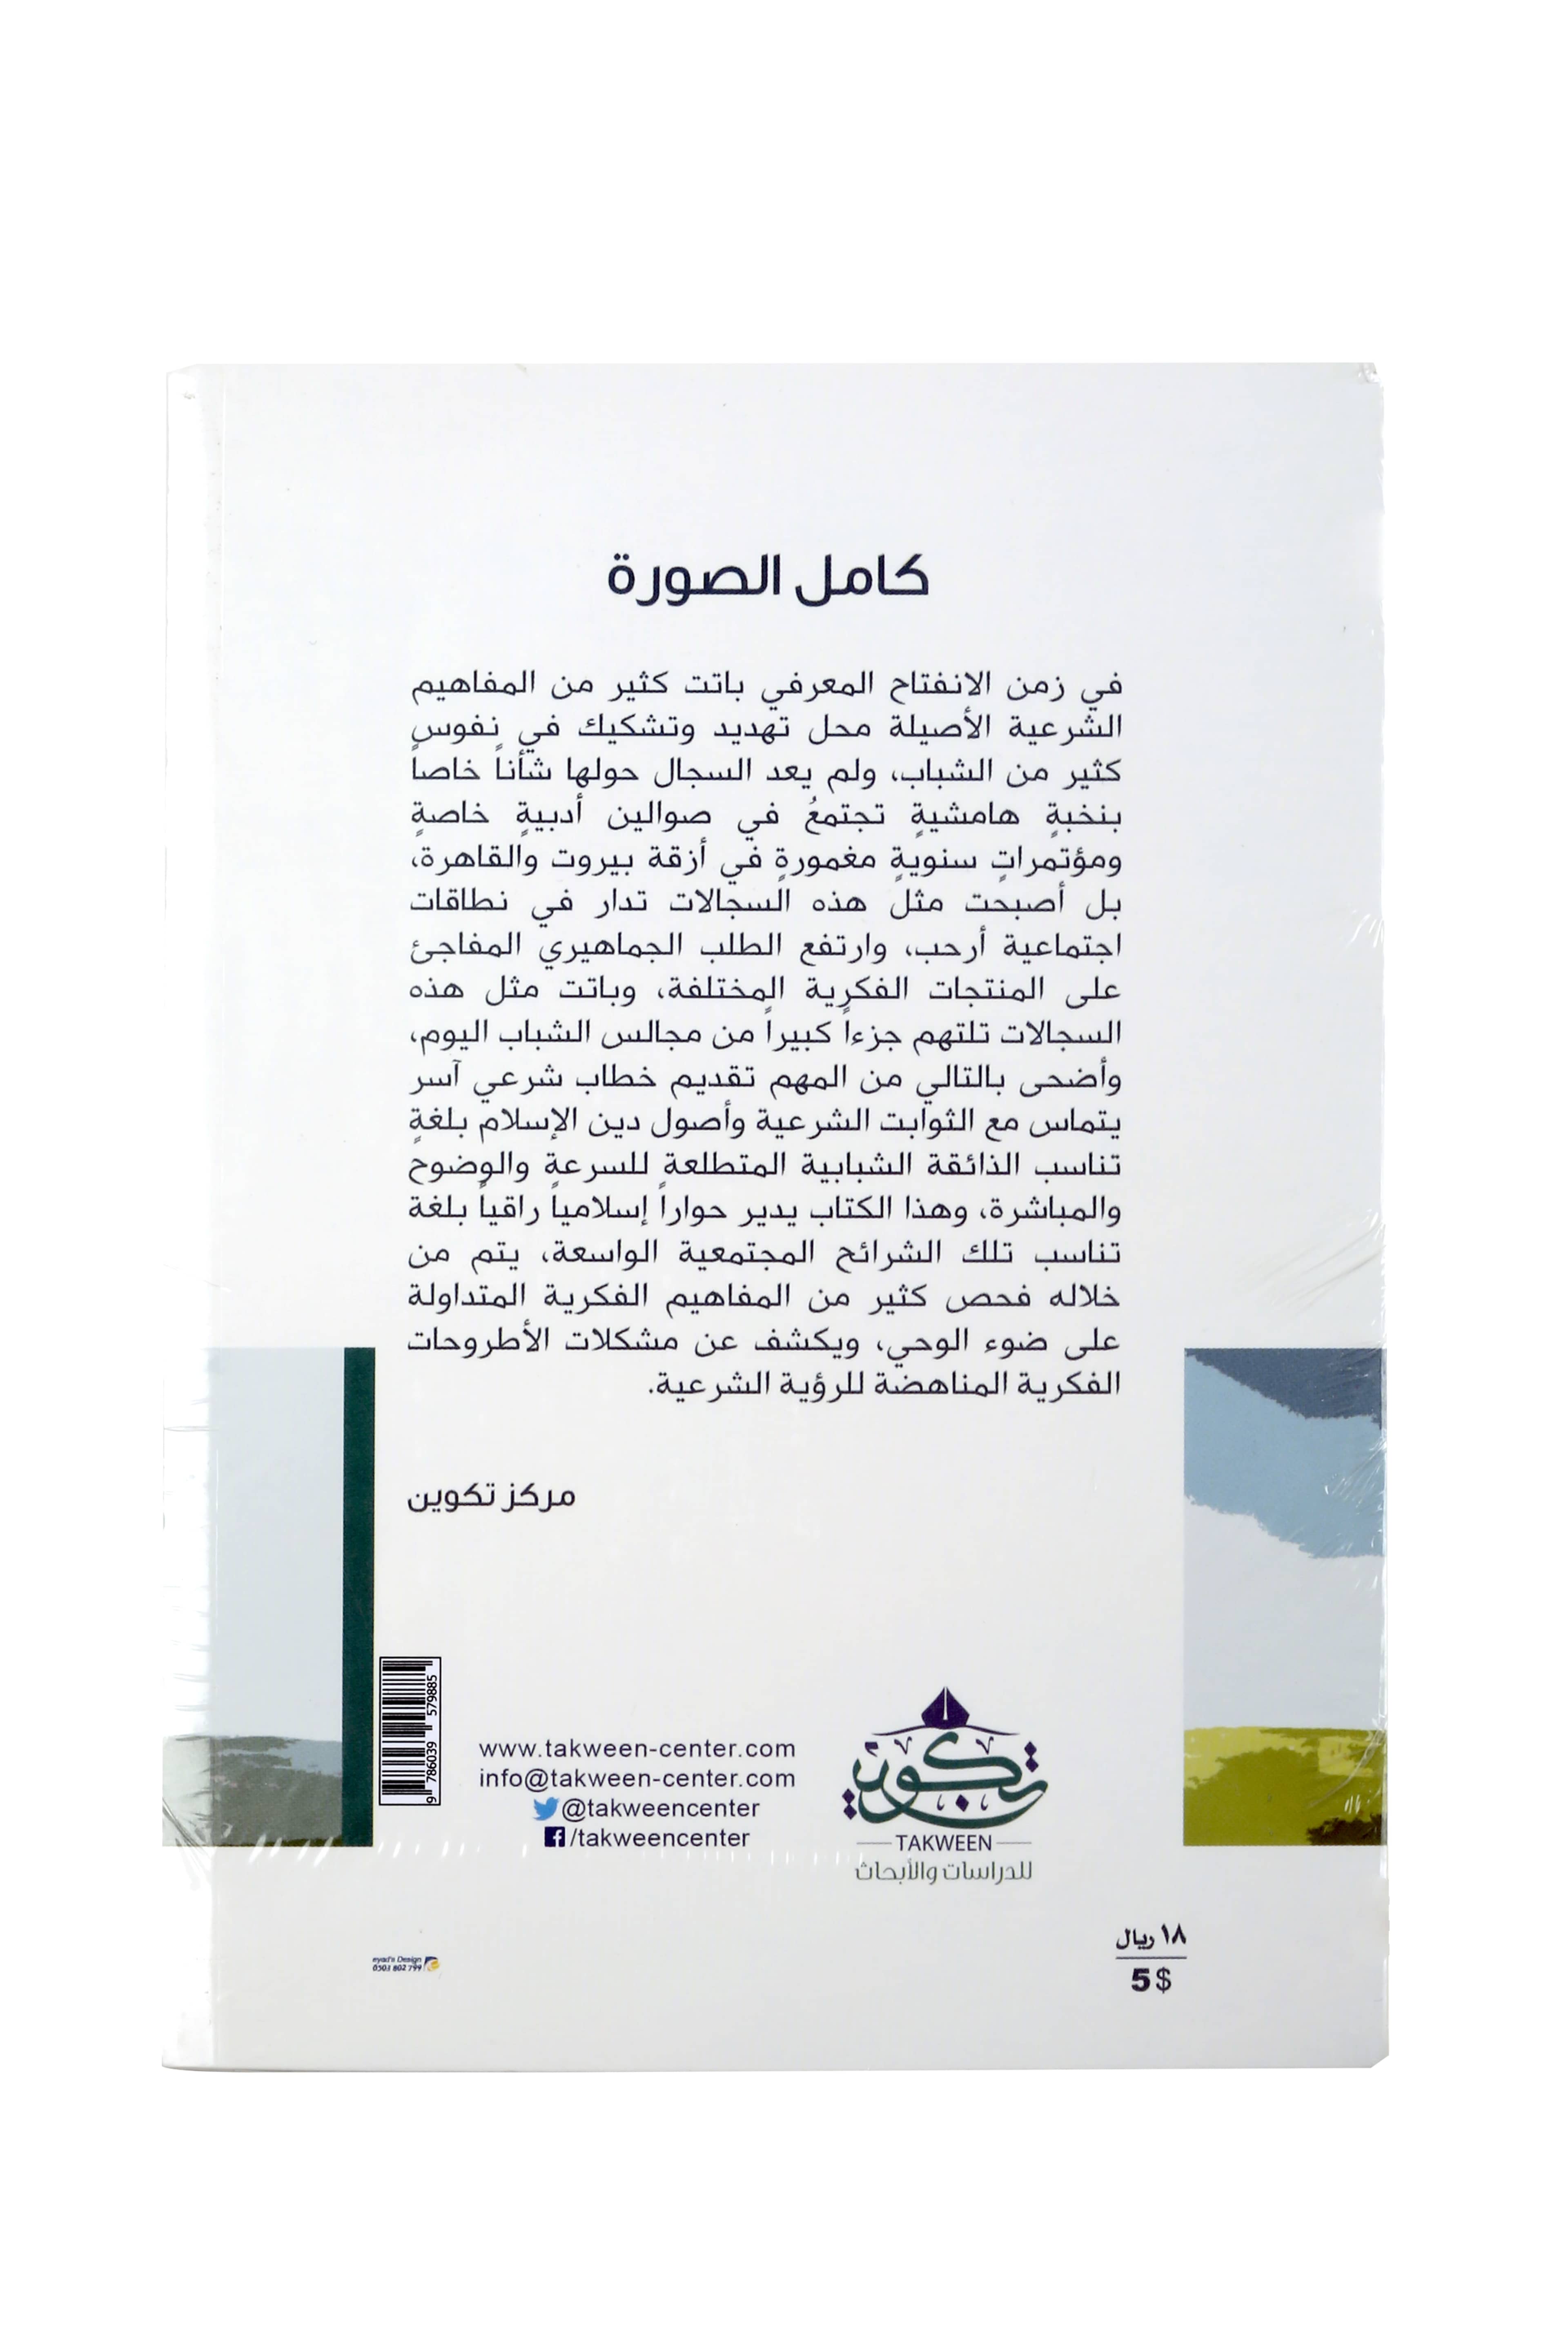 كامل الصورة
في زمن الانفتاح المعرفي باتت كثير من المفاهيم
الشرعية الأصيلة محل تهديد وتشكيك في نفوس
كثير من الشباب، ولم يعد السجال حولها شأناً خاصاً
بنخبةٍ هامشيةٍ تجتمعُ في صوالين أدبيةٍ خاصةٍ
ومؤتمراتٍ سنويةٍ مغمورةٍ في أزقة بيروت والقاهرة،
بل أصبحت مثل هذه السجالات تدار في نطاقات
اجتماعية أرحب، وارتفع الطلب الجماهيري المفاجئ
على المنتجات الفكرية المختلفة، وباتت مثل هذه
السجالات تلتهم جزءاً كبيراً من مجالس الشباب اليوم،
وأضحى بالتالي من المهم تقديم خطاب شرعي آسر
يتماس مع الثوابت الشرعية وأصول دين الإسلام بلغةٍ
تناسب الذائقة الشبابية المتطلعة للسرعةِ والوضوح
والمباشرة، وهذا الكتاب يدير حواراً إسلامياً راقياً بلغة
تناسب تلك الشرائح المجتمعية الواسعة، يتم من
خلاله فحص كثير من المفاهيم الفكرية المتداولة
على ضوء الوحي، ويكشف عن مشكلات الأطروحات
الفكرية المناهضة للرؤية الشرعية.
مركز تكوين
9 786039 579885
www.takween-center.com
info@takween-center.com
@takweencenter
/takweencenter
تكوين
TAKWEEN
للدراسات والأبحاث
١٨ ريال
5$
eyad's Design
0503 802 799